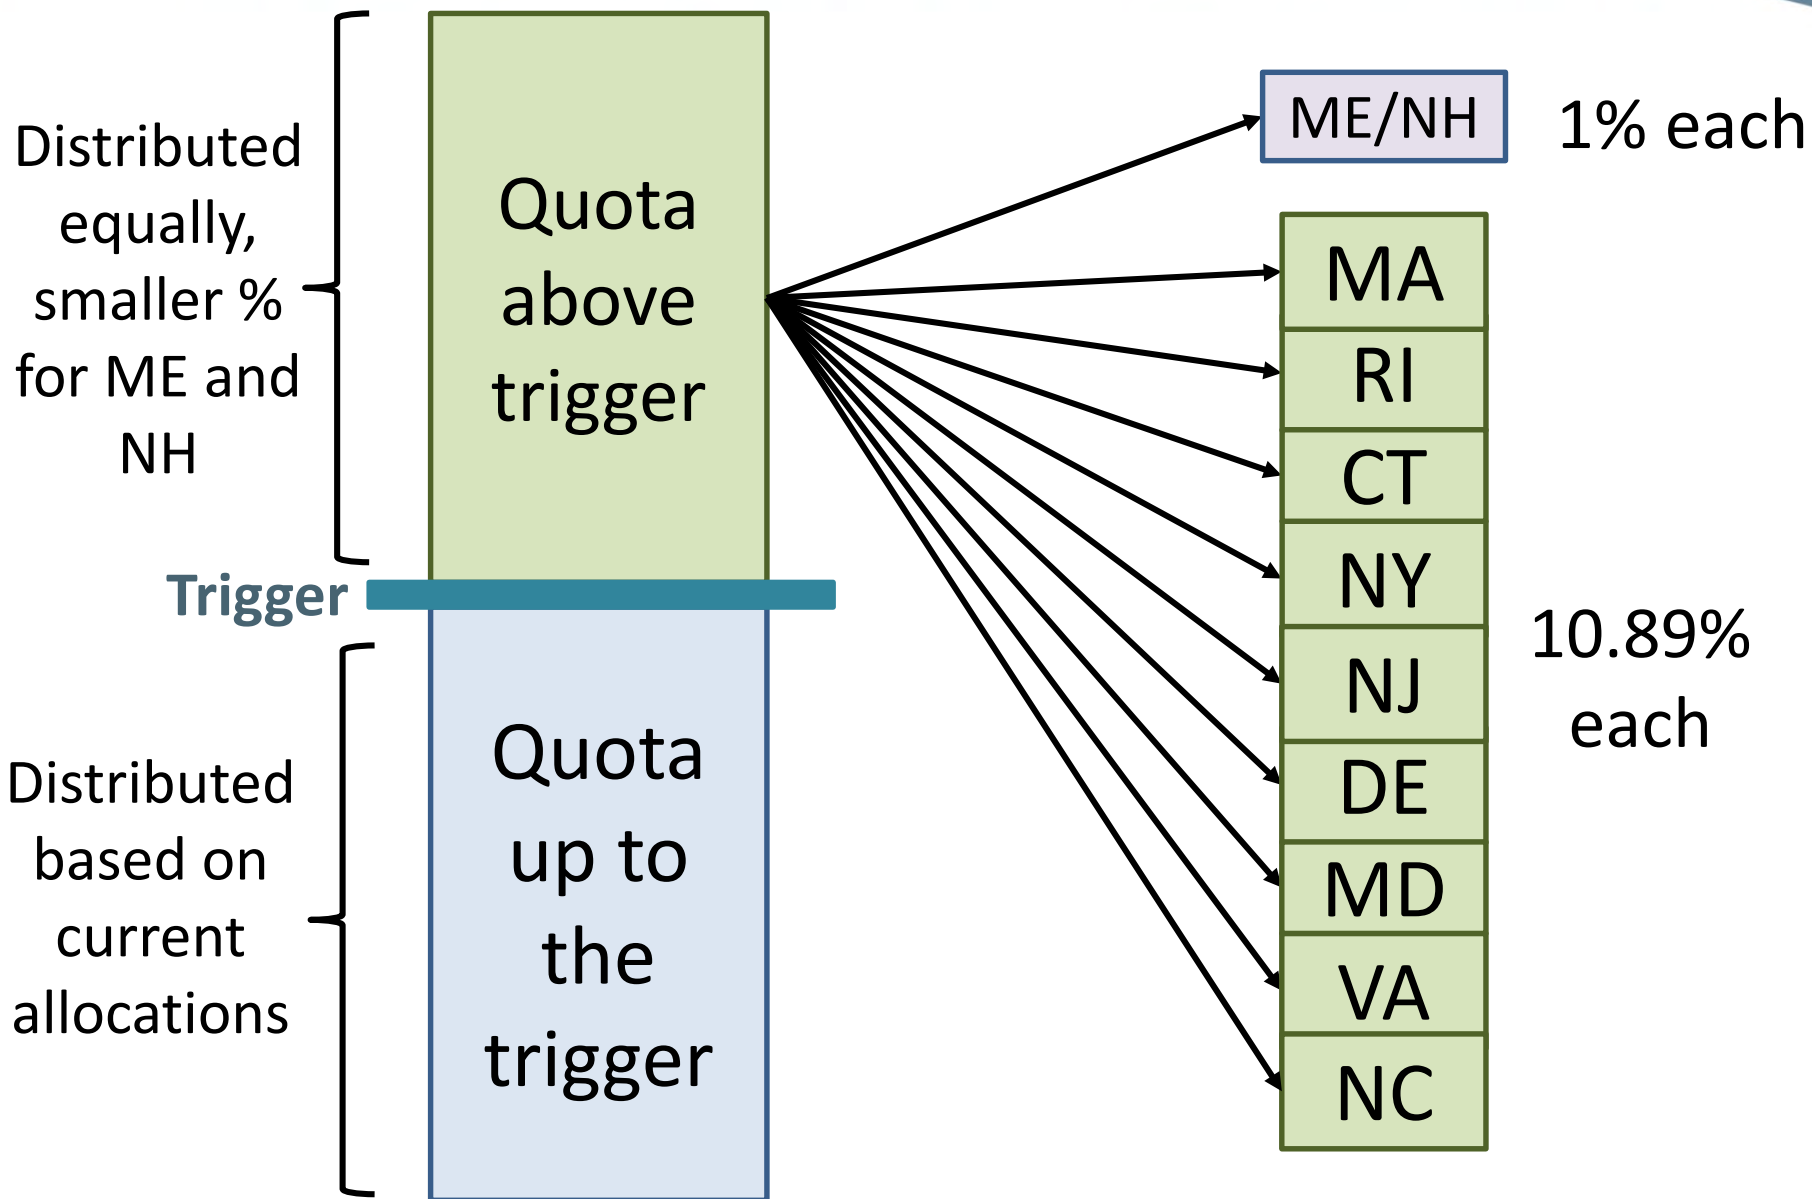 Distributed
equally,
smaller %
for ME and
NH
Quota
above
trigger
Trigger
Distributed
based on
current
allocations
Quota
up to
the
trigger
ME/NH
1% each
MA
RI
CT
NY
NJ
DE
MD
VA
NC
10.89%
each